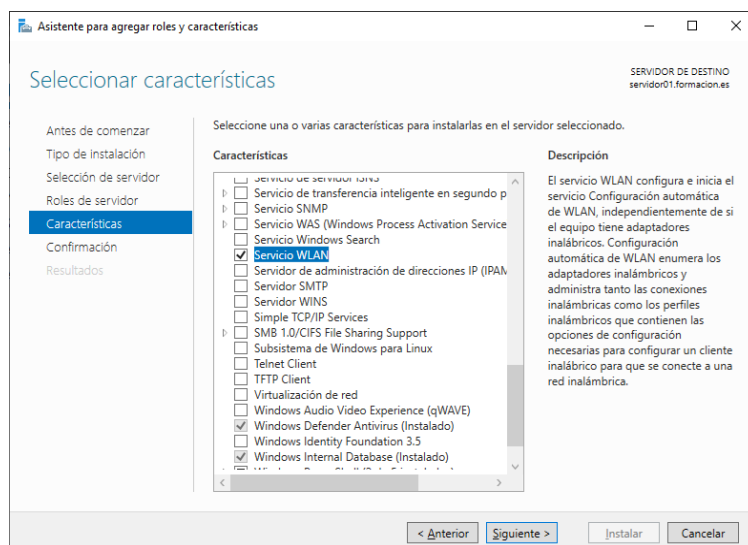 Asistente para agregar roles y características
Seleccionar características
SERVIDOR DE DESTINO
servidor01.formacion.es
Antes de comenzar
Tipo de instalación
Selección de servidor
Roles de servidor
Características
Confirmación
Resultados
Seleccione una o varias características para instalarlas en el servidor seleccionado.
Características
Servicio de servidor iSNS
Servicio de transferencia inteligente en segundo p
Servicio SNMP
Servicio WAS (Windows Process Activation Service
Servicio Windows Search
Servicio WLAN
Servidor de administración de direcciones IP (IPAM
Servidor SMTP
Servidor WINS
Simple TCP/IP Services
SMB 1.0/CIFS File Sharing Support
Subsistema de Windows para Linux
Telnet Client
TFTP Client
Virtualización de red
Windows Audio Video Experience (qWAVE)
Windows Defender Antivirus (Instalado)
Windows Identity Foundation 3.5
Windows Internal Database (Instalado)
Descripción
El servicio WLAN configura e inicia el
servicio Configuración automática
de WLAN, independientemente de si
el equipo tiene adaptadores
inalábricos. Configuración
automática de WLAN enumera los
adaptadores inalámbricos y
administra tanto las conexiones
inalámbricas como los perfiles
inalámbricos que contienen las
opciones de configuración
necesarias para configurar un cliente
inalábrico para que se conecte a una
red inalámbrica.
< Anterior
Siguiente >
Instalar
Cancelar